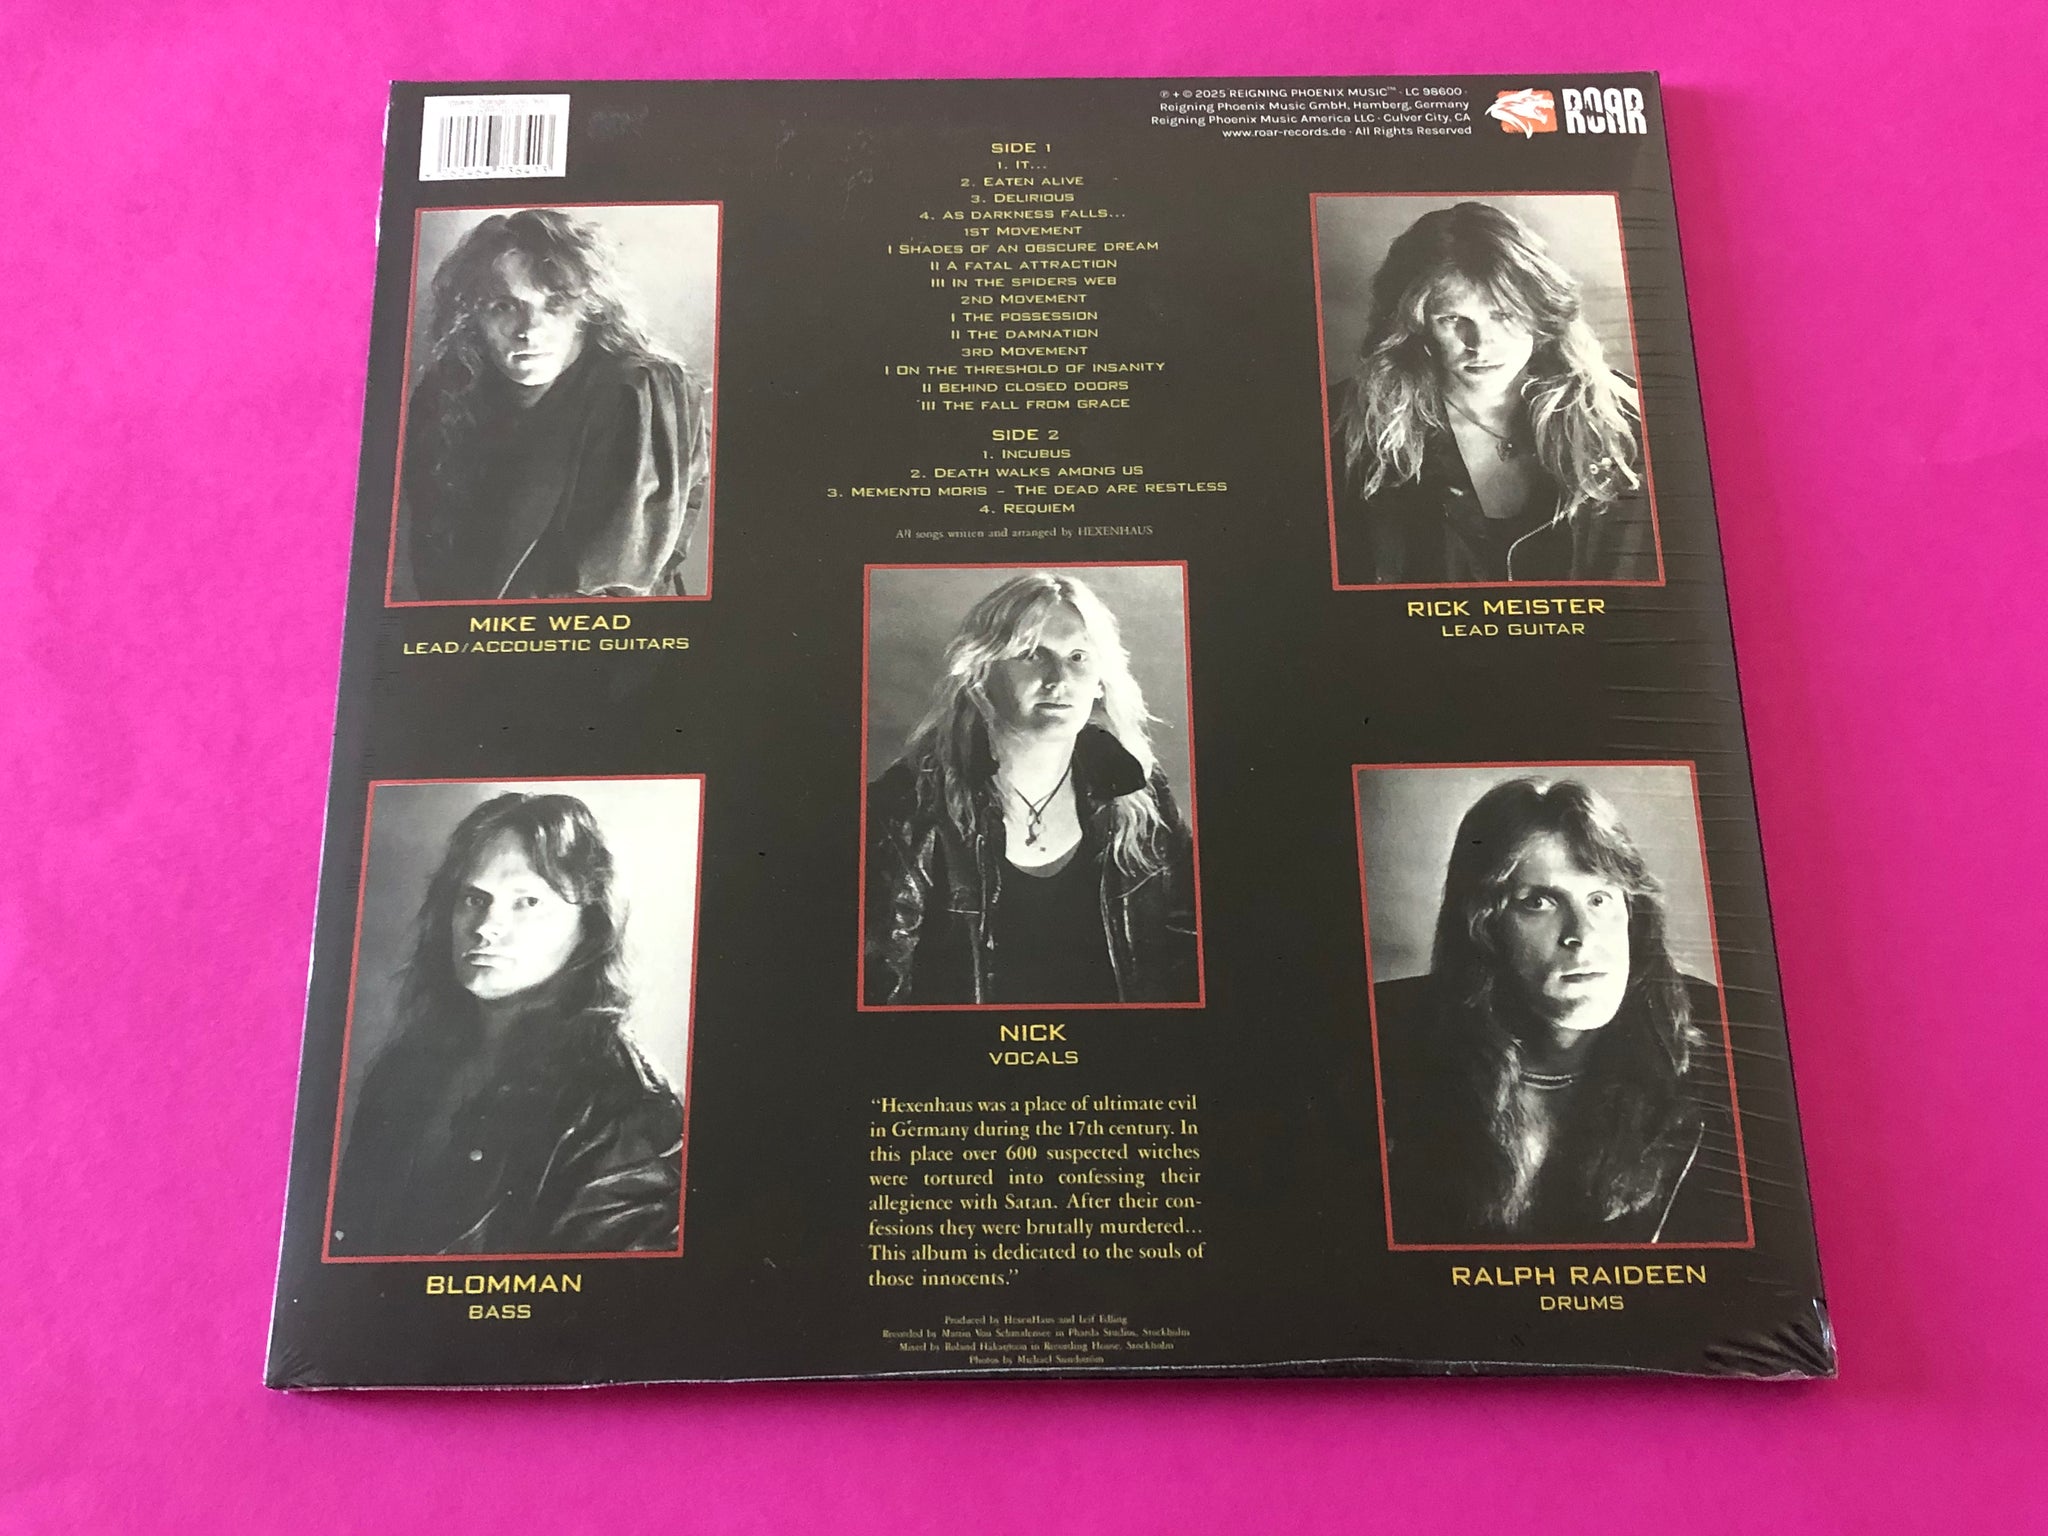 ℗ + © 2025 REIGNING PHOENIX MUSIC™ · LC 98600 ·
Reigning Phoenix Music GmbH, Hamberg, Germany
Reigning Phoenix Music America LLC · Culver City, CA
www.roar-records.de · All Rights Reserved
ROAR
SIDE 1
1. IT...
2. EATEN ALIVE
3. DELIRIOUS
4. AS DARKNESS FALLS...
1ST MOVEMENT
I SHADES OF AN OBSCURE DREAM
II A FATAL ATTRACTION
III IN THE SPIDERS WEB
2ND MOVEMENT
I THE POSSESSION
II THE DAMNATION
3RD MOVEMENT
I ON THE THRESHOLD OF INSANITY
II BEHIND CLOSED DOORS
III THE FALL FROM GRACE
SIDE 2
1. INCUBUS
2. DEATH WALKS AMONG US
3. MEMENTO MORIS - THE DEAD ARE RESTLESS
4. REQUIEM
All songs written and arranged by HEXENHAUS
MIKE WEAD
LEAD/ACCOUSTIC GUITARS
RICK MEISTER
LEAD GUITAR
NICK
VOCALS
BLOMMAN
BASS
RALPH RAIDEEN
DRUMS
“Hexenhaus was a place of ultimate evil
in Germany during the 17th century. In
this place over 600 suspected witches
were tortured into confessing their
allegience with Satan. After their con-
fessions they were brutally murdered...
This album is dedicated to the souls of
those innocents.”
Produced by HexenHaus and Leif Edling
Recorded by Martin Von Schmalensee in Studios, Stockholm
Mixed by Roland Håkansson in Recording House, Stockholm
Photos by Michael Sundström